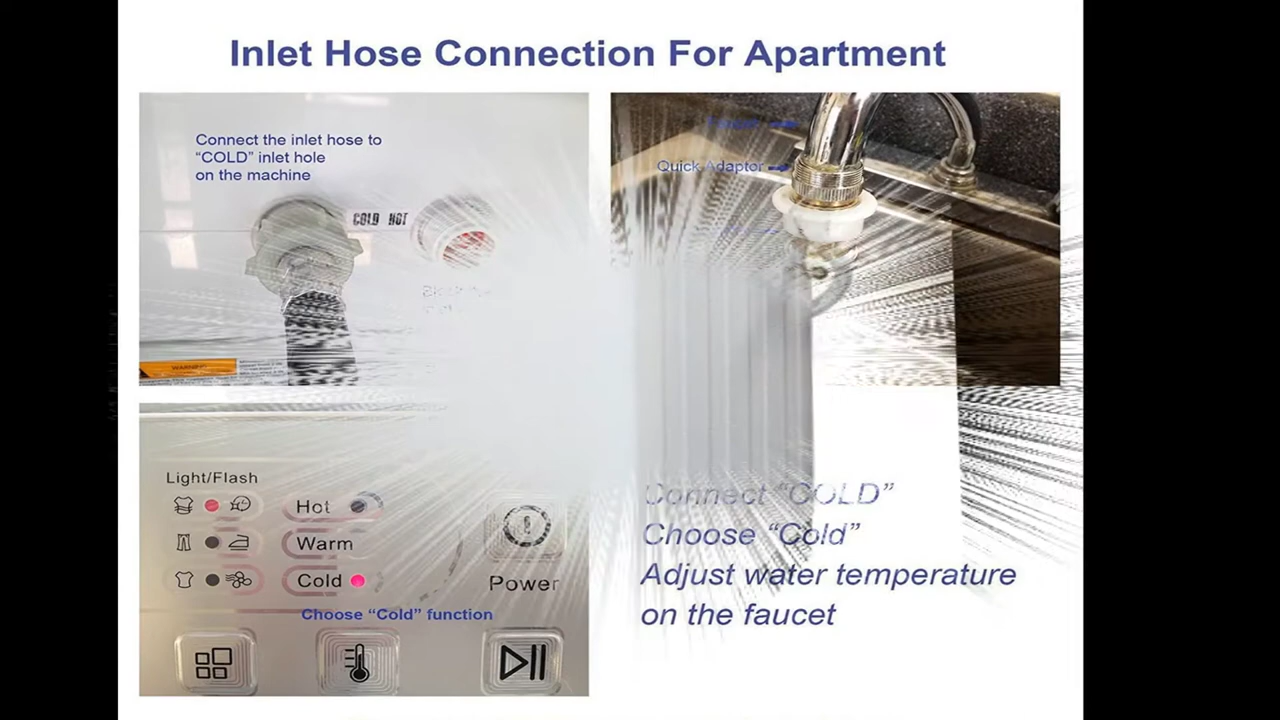 Inlet Hose Connection For Apartment
Connect the inlet hose to
“COLD” inlet hole
on the machine
COLD HOT
Quick Adaptor
WARNING
Light/Flash
Hot
Warm
Cold
Power
Choose “Cold” function
Connect “COLD”
Choose “Cold”
Adjust water temperature
on the faucet